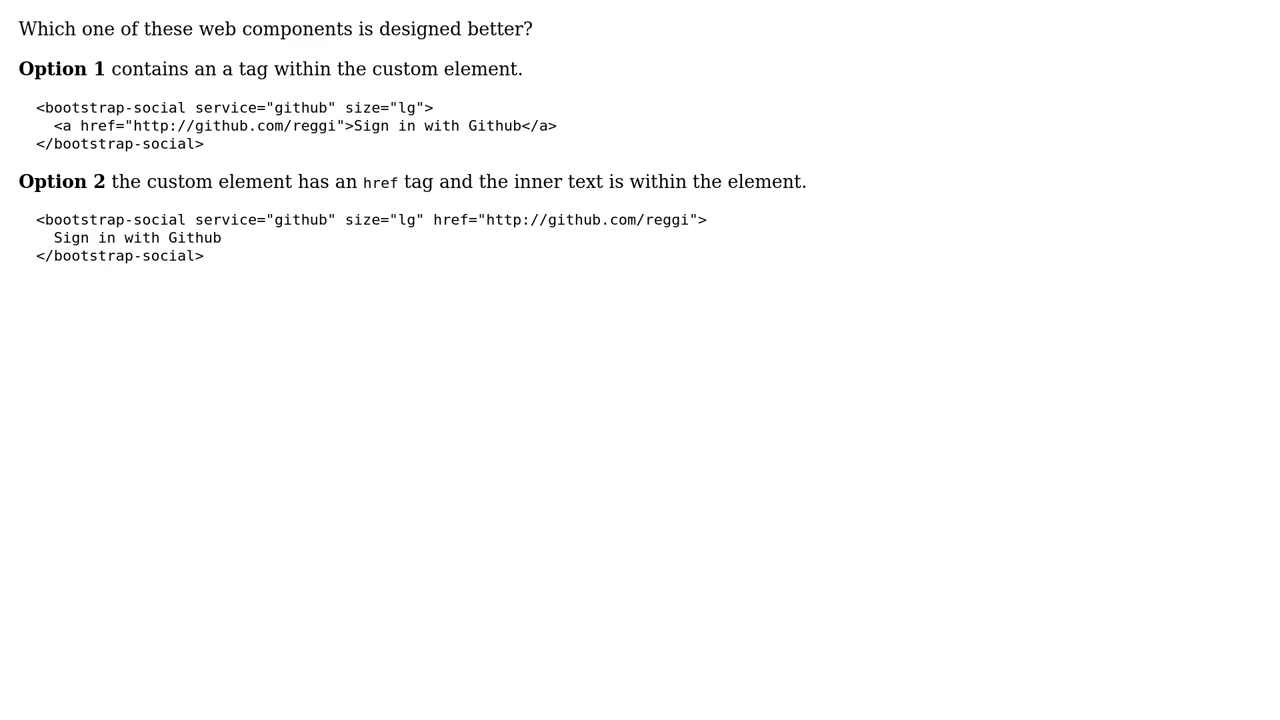 Which one of these web components is designed better?
Option 1 contains an a tag within the custom element.
<bootstrap-social service="github" size="lg">
  <a href="http://github.com/reggi">Sign in with Github</a>
</bootstrap-social>
Option 2 the custom element has an href tag and the inner text is within the element.
<bootstrap-social service="github" size="lg" href="http://github.com/reggi">
  Sign in with Github
</bootstrap-social>